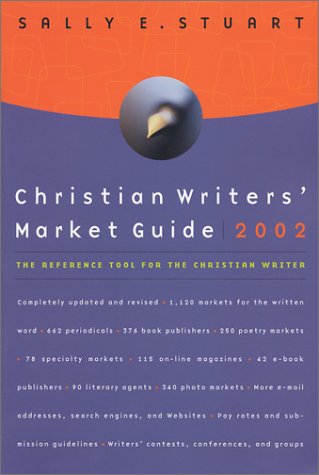 SALLY E. STUART
Christian Writers'
Market Guide | 2002
THE REFERENCE TOOL FOR THE CHRISTIAN WRITER
Completely updated and revised • 1,120 markets for the written
word • 662 periodicals • 376 book publishers • 250 poetry markets
• 78 specialty markets • 115 on-line magazines • 42 e-book
publishers • 90 literary agents • 340 photo markets • More e-mail
addresses, search engines, and Websites • Pay rates and sub-
mission guidelines • Writers' contests, conferences, and groups